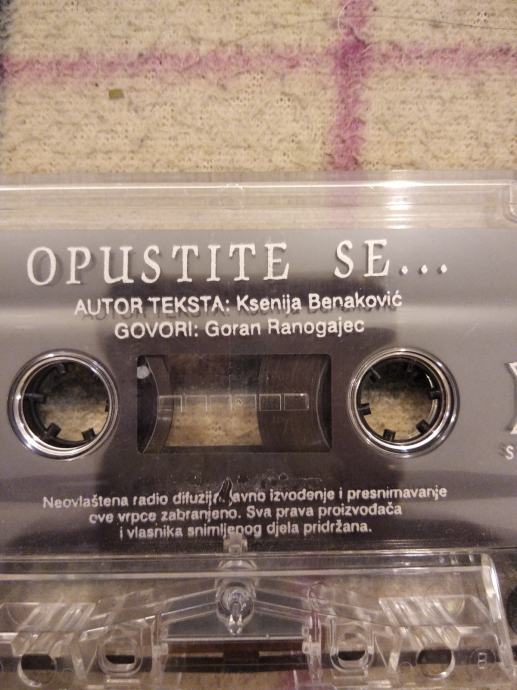 OPUSTITE SE...
AUTOR TEKSTA: Ksenija Benaković
GOVORI: Goran Ranogajec
Neovlaštena radio difuzija javno izvođenje i presnimavanje
ove vrpce zabranjeno. Sva prava proizvođača
i vlasnika snimljenog djela pridržana.